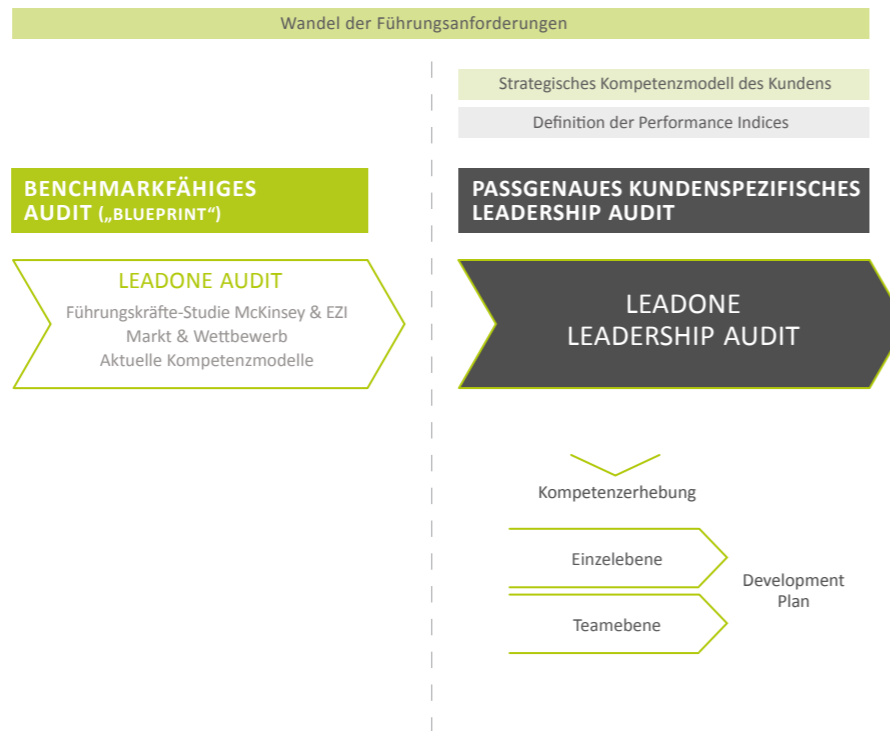 Wandel der Führungsanforderungen
Strategisches Kompetenzmodell des Kundens
Definition der Performance Indices
BENCHMARKFÄHIGES
AUDIT („BLUEPRINT“)
PASSGENAUES KUNDENSPEZIFISCHES
LEADERSHIP AUDIT
LEADONE AUDIT
Führungskräfte-Studie McKinsey & EZI
Markt & Wettbewerb
Aktuelle Kompetenzmodelle
LEADONE
LEADERSHIP AUDIT
Kompetenzerhebung
Einzelebene
Teamebene
Development
Plan